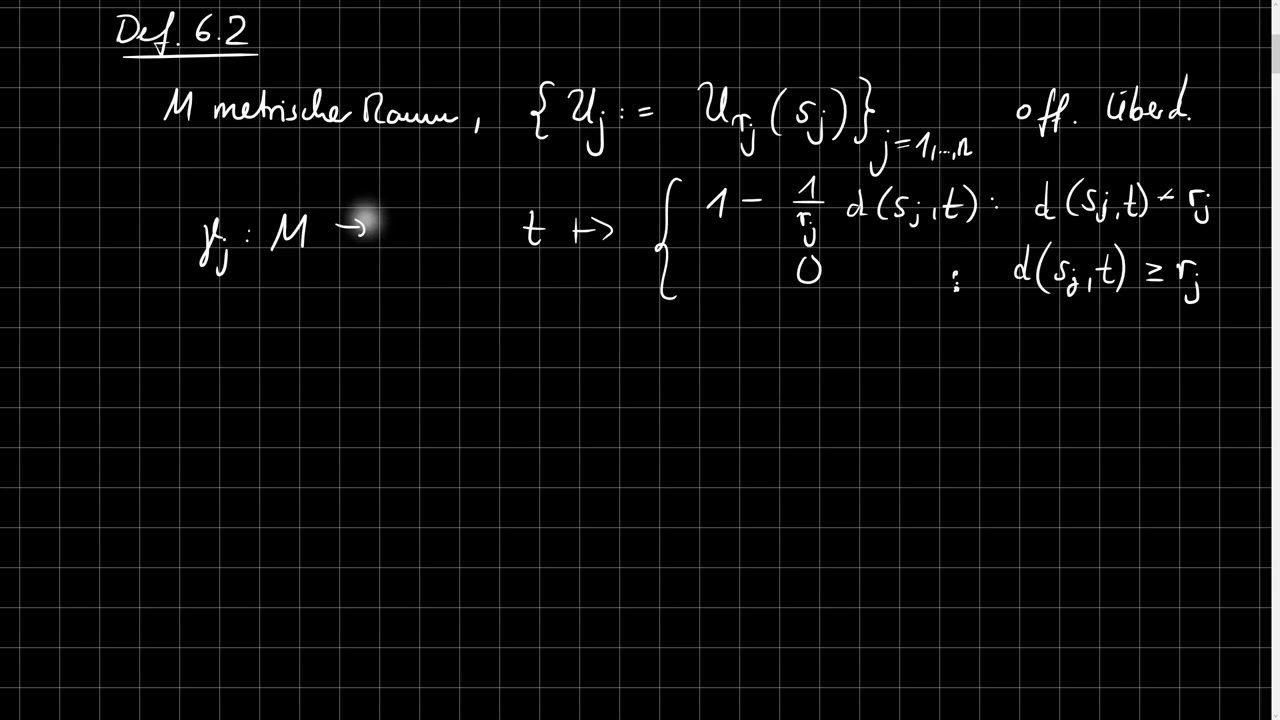 Def. 6.2
M metrische Raum, { U_j := U_{r_j}(s_j) }_{j=1,...,n} off. Überd.
γ_j : M → t ↦ { 1 - 1/r_j d(s_j, t) : d(s_j, t) < r_j
0 : d(s_j, t) ≥ r_j